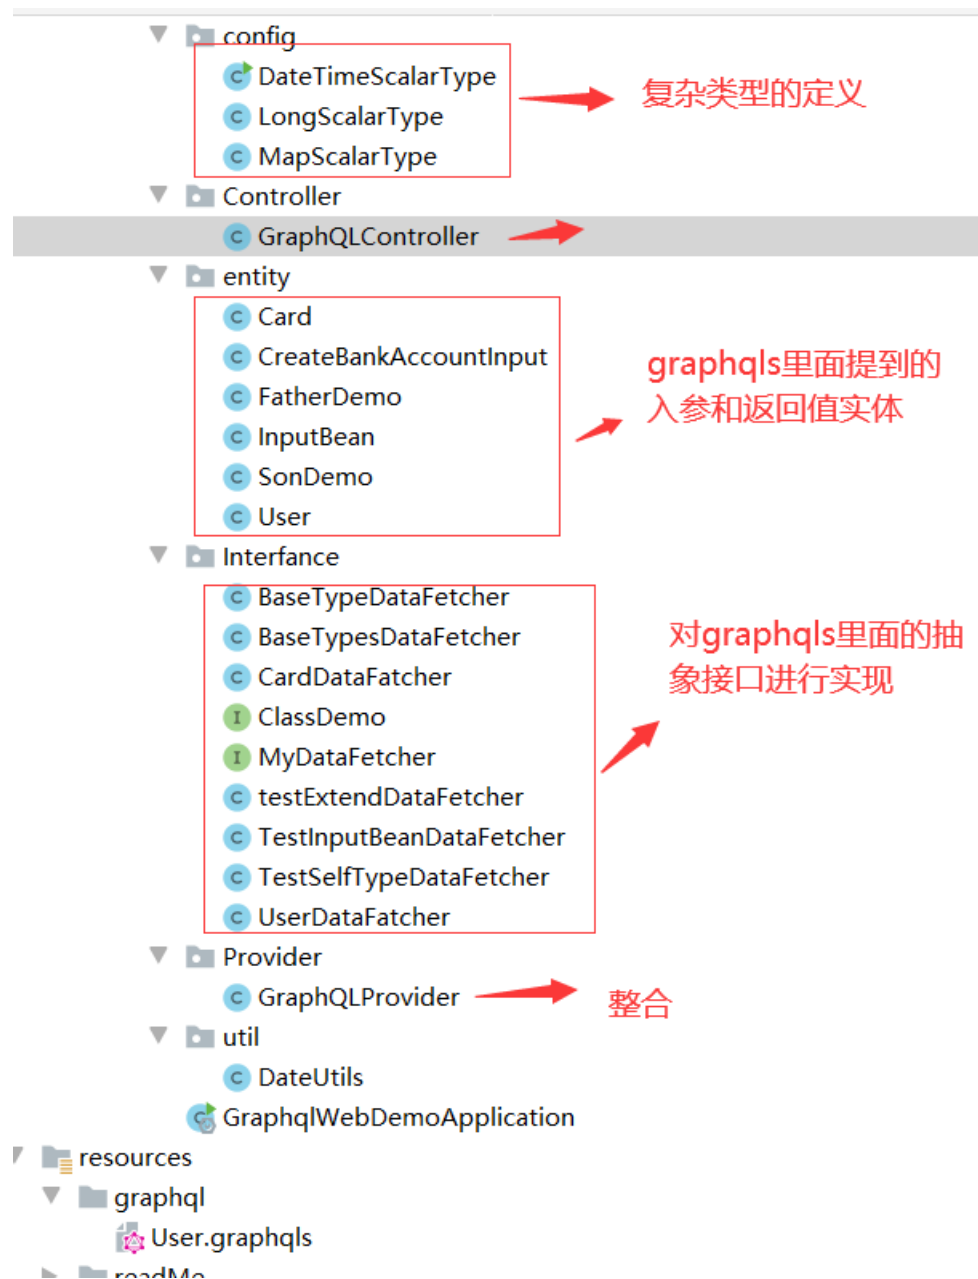 config
DateTimeScalarType
LongScalarType
MapScalarType
复杂类型的定义
Controller
GraphQLController
entity
Card
CreateBankAccountInput
FatherDemo
InputBean
SonDemo
User
graphqls里面提到的
入参和返回值实体
Interfance
BaseTypeDataFetcher
BaseTypesDataFetcher
CardDataFatcher
ClassDemo
MyDataFetcher
testExtendDataFetcher
TestInputBeanDataFetcher
TestSelfTypeDataFetcher
UserDataFatcher
对graphqls里面的抽
象接口进行实现
Provider
GraphQLProvider
整合
util
DateUtils
GraphqlWebDemoApplication
resources
graphql
User.graphqls
readMe